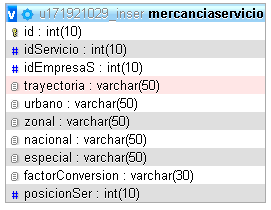 v u171921029_inser mercanciaservicio
id : int(10)
# idServicio : int(10)
# idEmpresaS : int(10)
trayectoria : varchar(50)
urbano : varchar(50)
zonal : varchar(50)
nacional : varchar(50)
especial : varchar(50)
factorConversion : varchar(30)
# posicionSer : int(10)